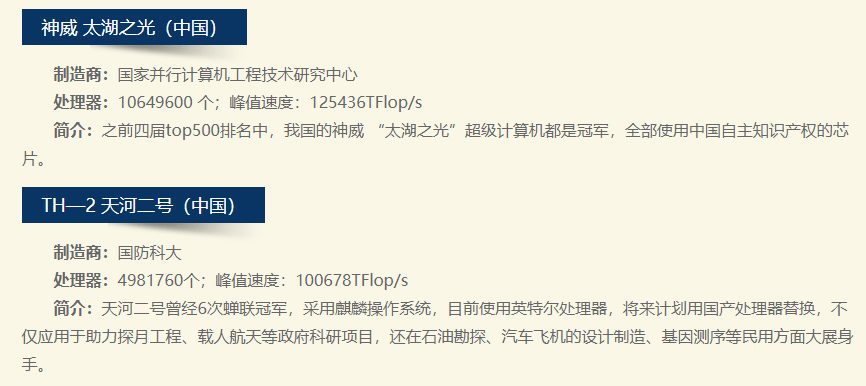 神威 太湖之光（中国）
制造商：国家并行计算机工程技术研究中心
处理器：10649600 个；峰值速度：125436TFlop/s
简介：之前四届top500排名中，我国的神威 “太湖之光”超级计算机都是冠军，全部使用中国自主知识产权的芯
片。
TH—2 天河二号（中国）
制造商：国防科大
处理器：4981760个；峰值速度：100678TFlop/s
简介：天河二号曾经6次蝉联冠军，采用麒麟操作系统，目前使用英特尔处理器，将来计划用国产处理器替换，不
仅应用于助力探月工程、载人航天等政府科研项目，还在石油勘探、汽车飞机的设计制造、基因测序等民用方面大展身
手。